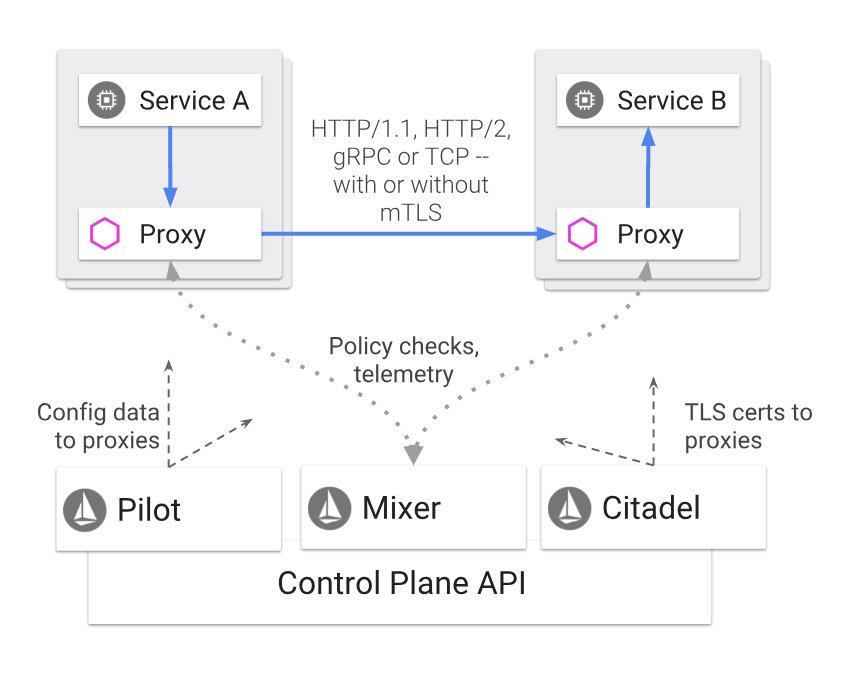 Service A
Service B
HTTP/1.1, HTTP/2,
gRPC or TCP --
with or without
mTLS
Proxy
Proxy
Policy checks,
telemetry
Config data
to proxies
TLS certs to
proxies
Pilot
Mixer
Citadel
Control Plane API